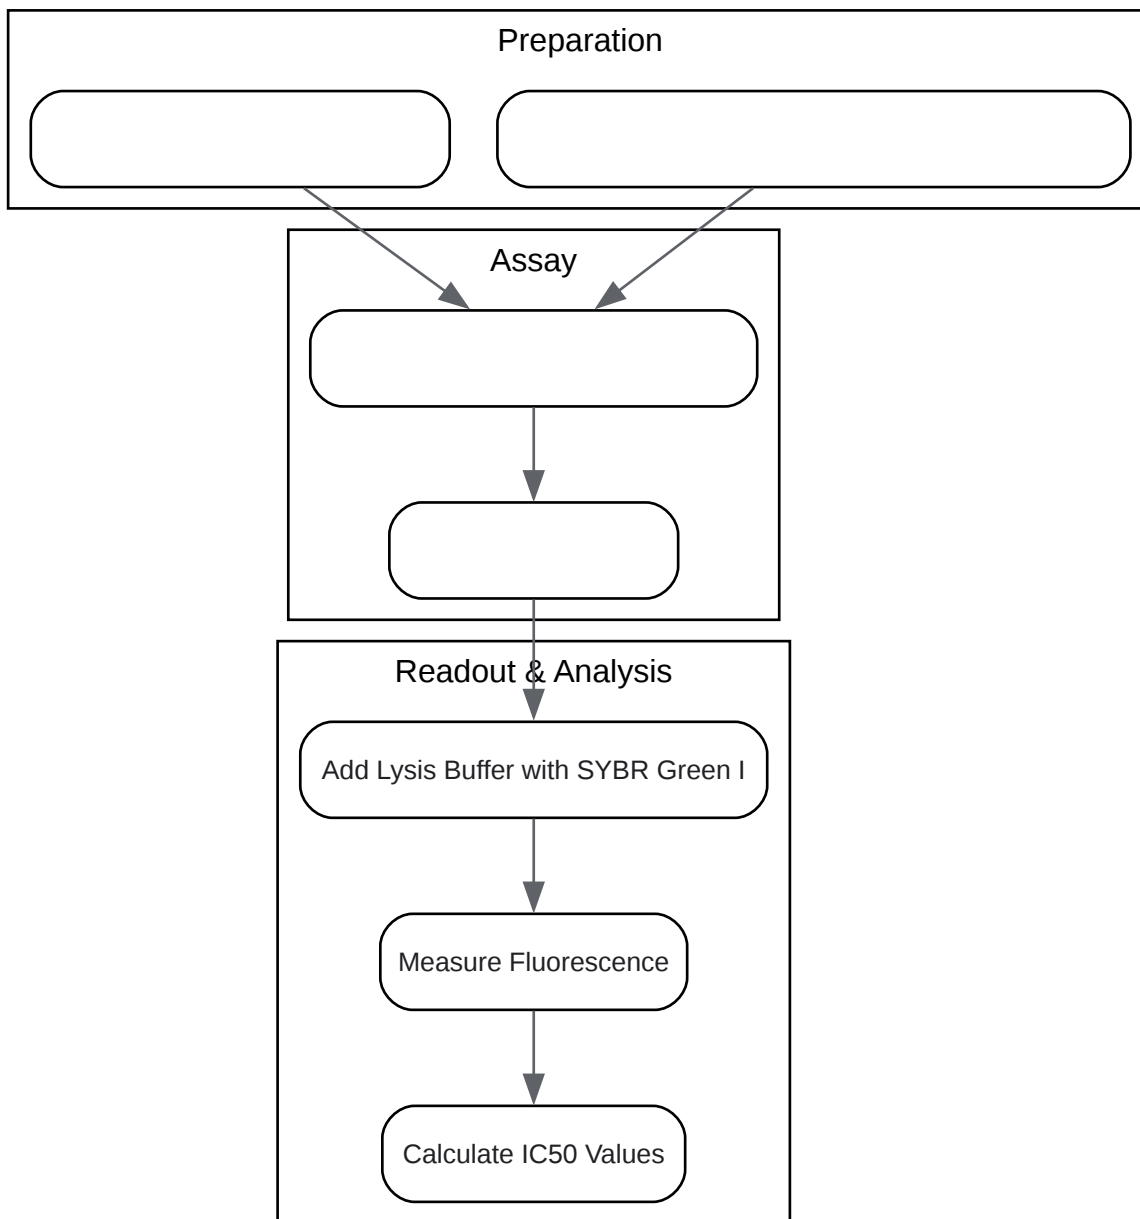 Preparation
Assay
Readout & Analysis
Add Lysis Buffer with SYBR Green I
Measure Fluorescence
Calculate IC50 Values